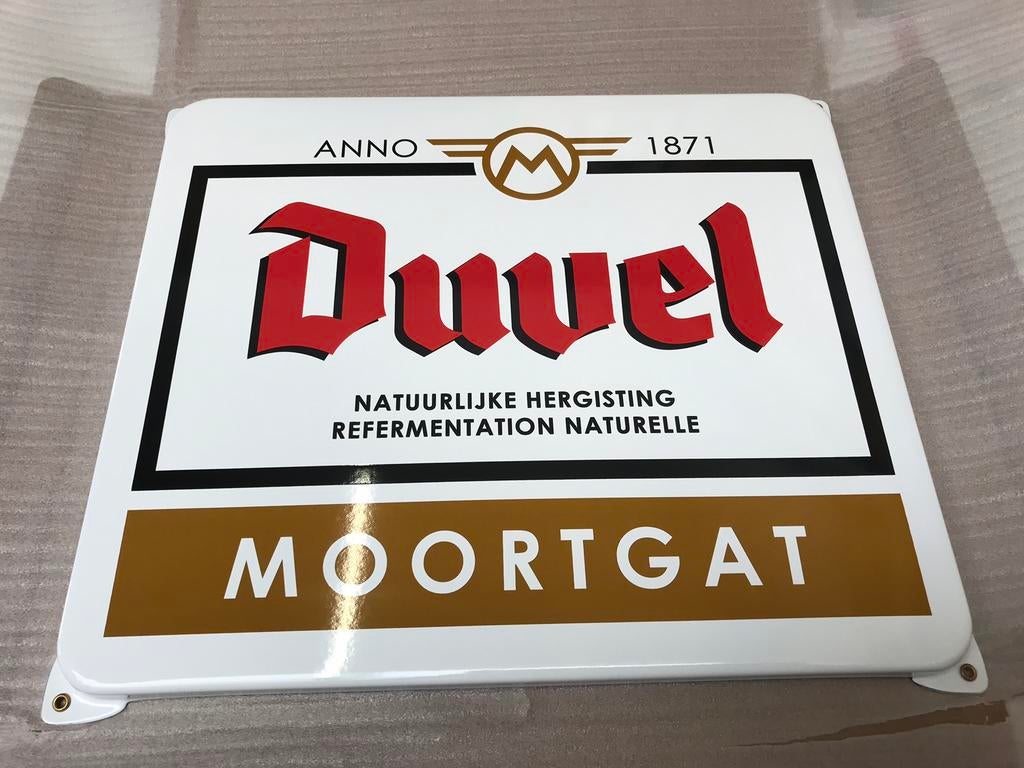 ANNO M 1871
Duvel
NATUURLIJKE HERGISTING
REFERMENTATION NATURELLE
MOORTGAT